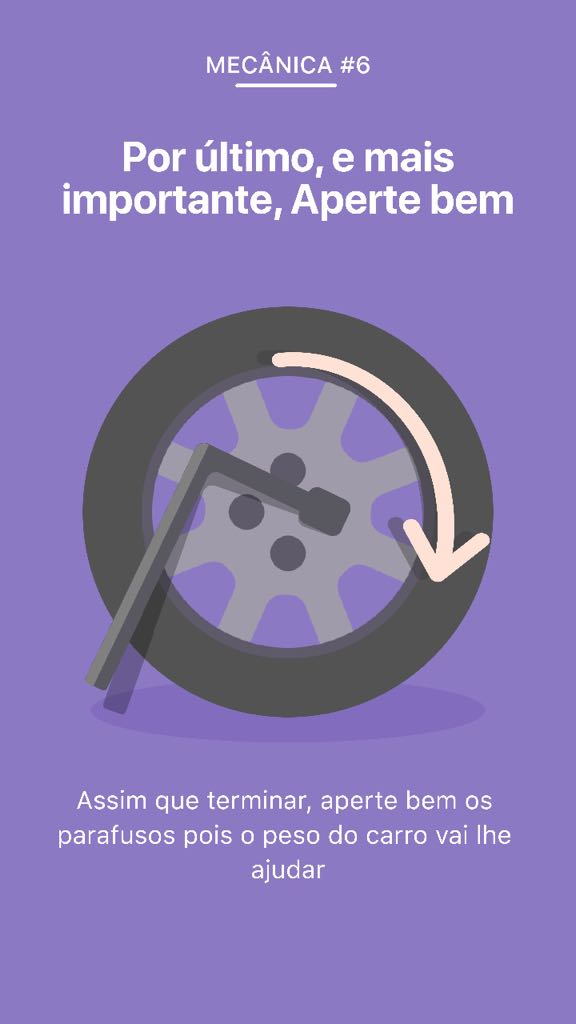 MECÂNICA #6
Por último, e mais
importante, Aperte bem
Assim que terminar, aperte bem os
parafusos pois o peso do carro vai lhe
ajudar